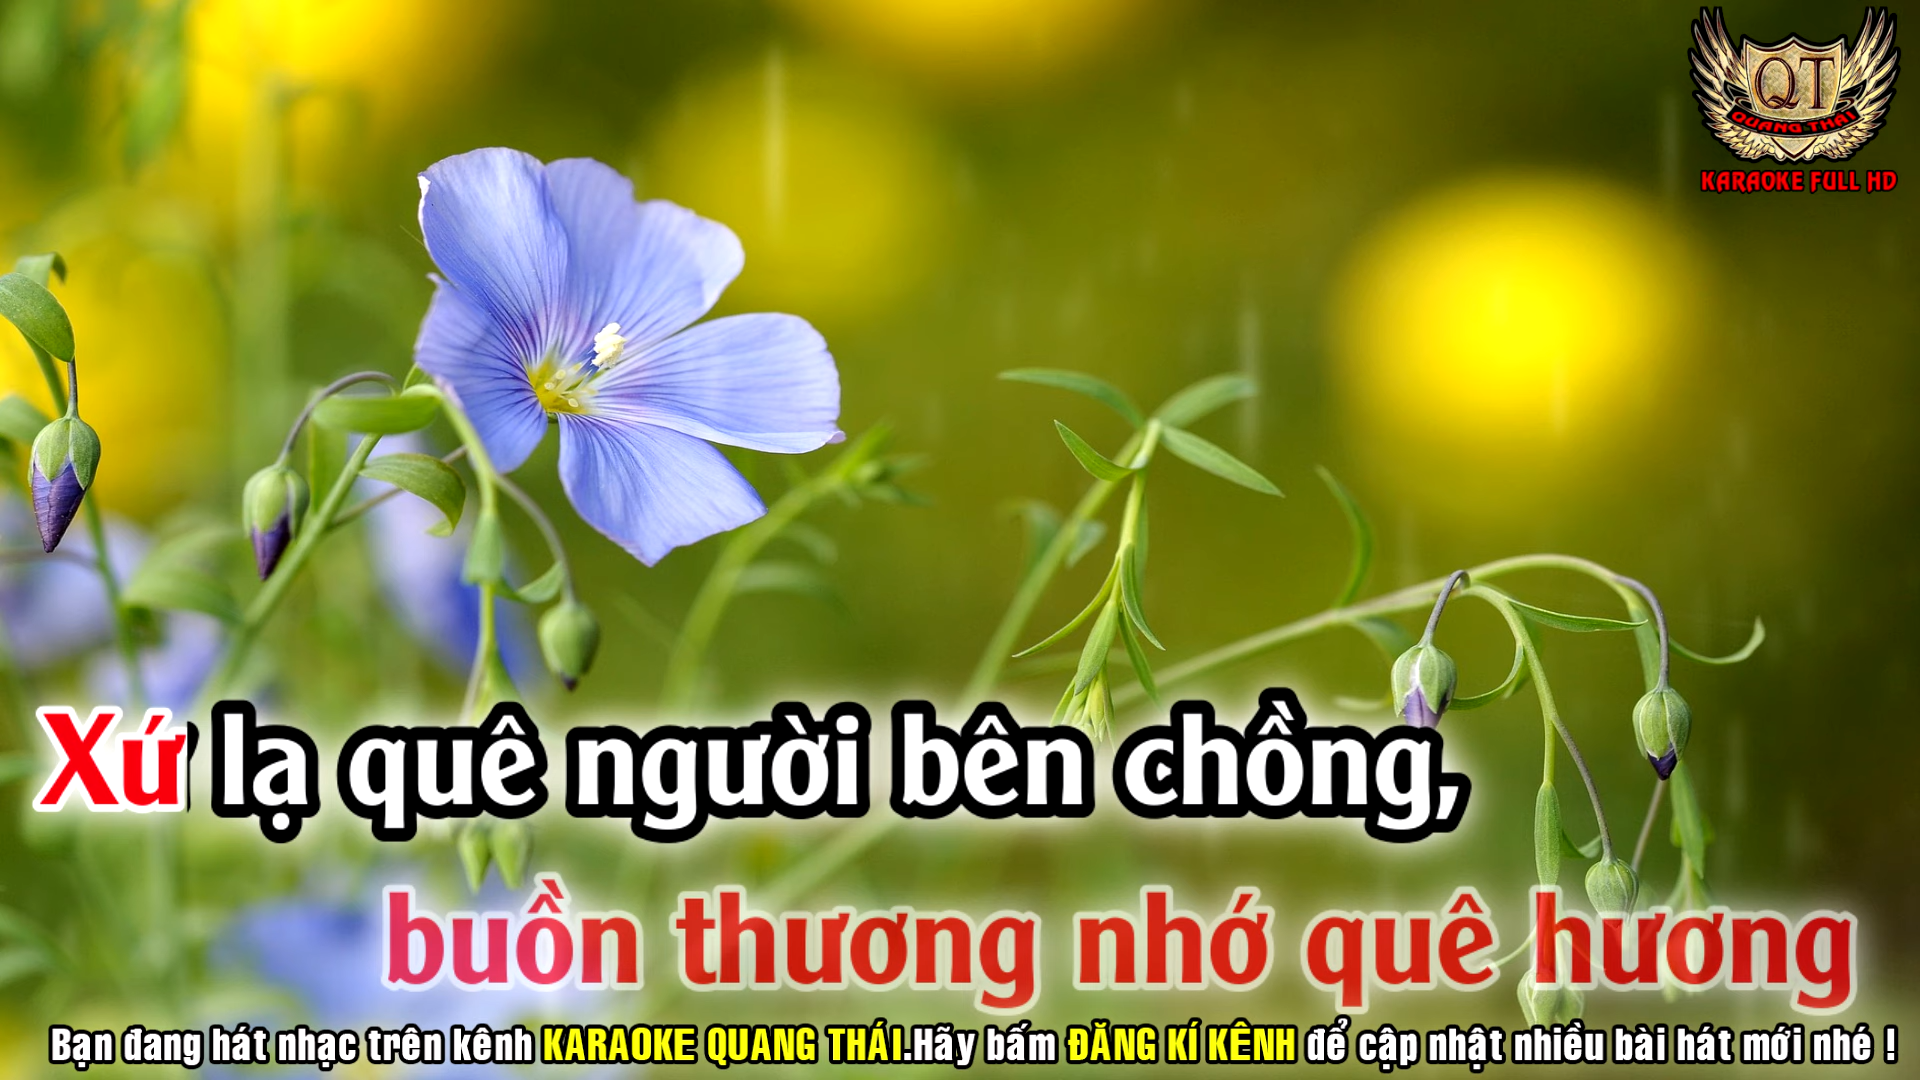 QT
QUANG THÁI
KARAOKE FULL HD
Xứ lạ quê người bên chồng,
buồn thương nhớ quê hương
Bạn đang hát nhạc trên kênh KARAOKE QUANG THÁI.Hãy bấm ĐĂNG KÍ KÊNH để cập nhật nhiều bài hát mới nhé !